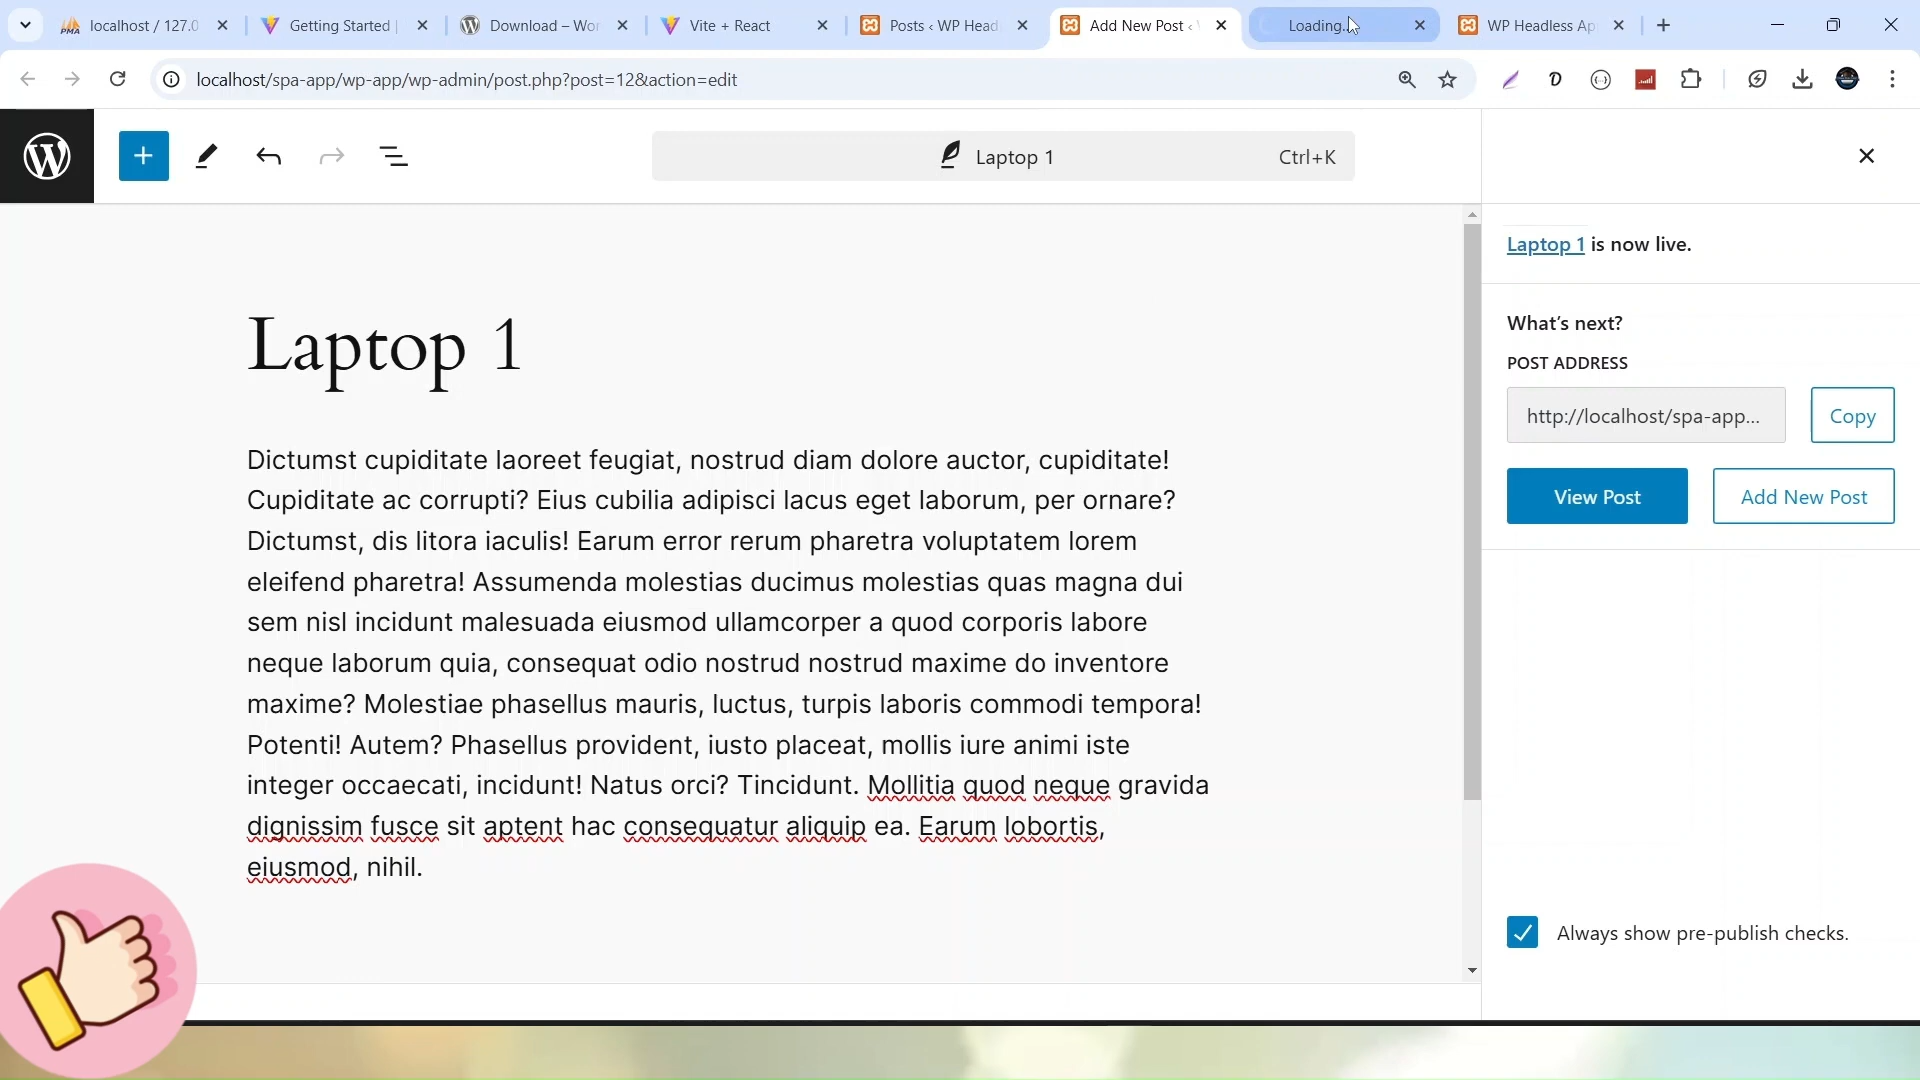 localhost / 127.0
Getting Started |
Download – Wor
Vite + React
Posts ‹ WP Head
Add New Post ‹
Loading...
WP Headless Ap
localhost/spa-app/wp-app/wp-admin/post.php?post=12&action=edit
Laptop 1
Ctrl+K
Laptop 1
Dictumst cupiditate laoreet feugiat, nostrud diam dolore auctor, cupiditate!
Cupiditate ac corrupti? Eius cubilia adipisci lacus eget laborum, per ornare?
Dictumst, dis litora iaculis! Earum error rerum pharetra voluptatem lorem
eleifend pharetra! Assumenda molestias ducimus molestias quas magna dui
sem nisl incidunt malesuada eiusmod ullamcorper a quod corporis labore
neque laborum quia, consequat odio nostrud nostrud maxime do inventore
maxime? Molestiae phasellus mauris, luctus, turpis laboris commodi tempora!
Potenti! Autem? Phasellus provident, iusto placeat, mollis iure animi iste
integer occaecati, incidunt! Natus orci? Tincidunt. Mollitia quod neque gravida
dignissim fusce sit aptent hac consequatur aliquip ea. Earum lobortis,
eiusmod, nihil.
Laptop 1 is now live.
What's next?
POST ADDRESS
http://localhost/spa-app...
Copy
View Post
Add New Post
Always show pre-publish checks.